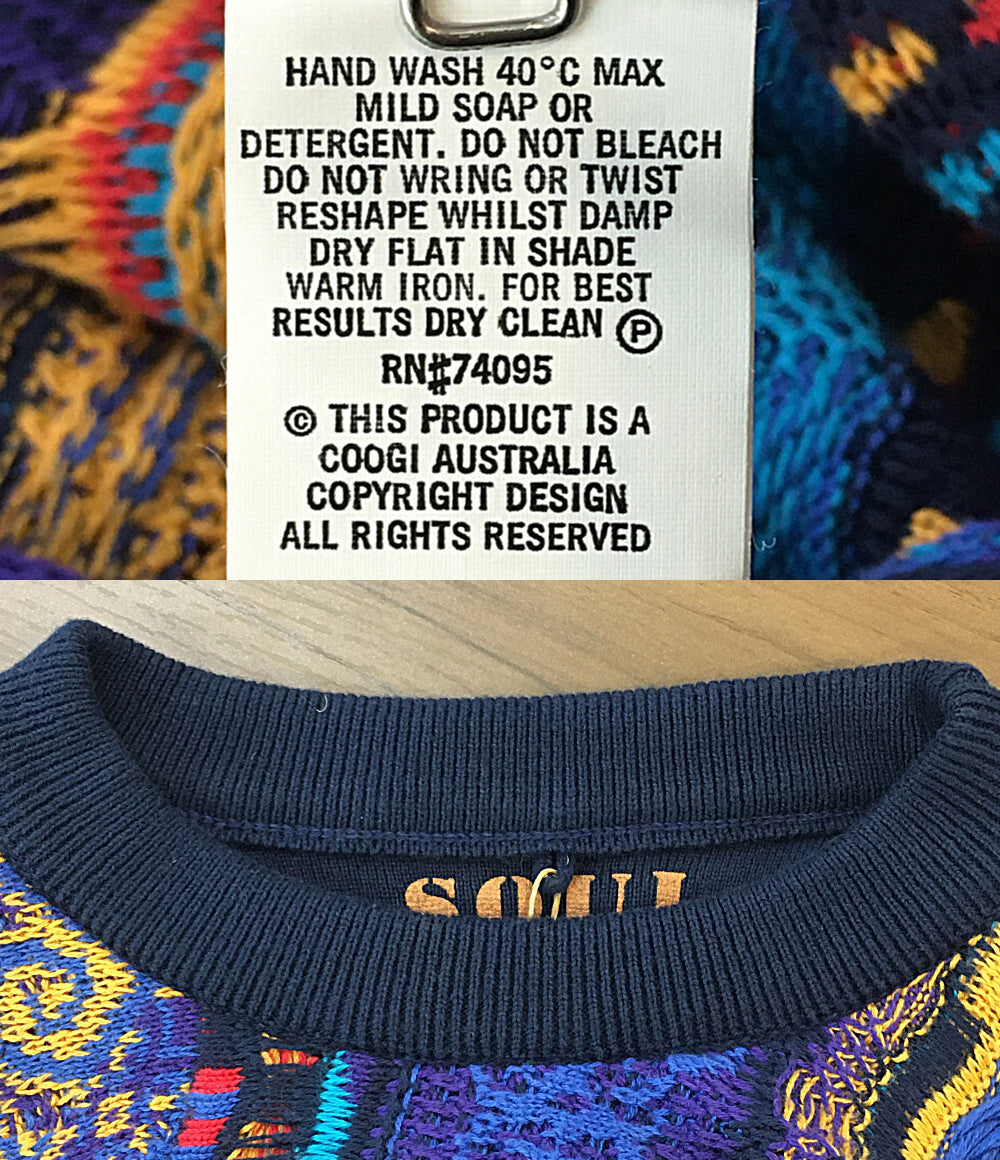 HAND WASH 40°C MAX
MILD SOAP OR
DETERGENT. DO NOT BLEACH
DO NOT WRING OR TWIST
RESHAPE WHILST DAMP
DRY FLAT IN SHADE
WARM IRON. FOR BEST
RESULTS DRY CLEAN Ⓟ
RN#74095
© THIS PRODUCT IS A
COOGI AUSTRALIA
COPYRIGHT DESIGN
ALL RIGHTS RESERVED